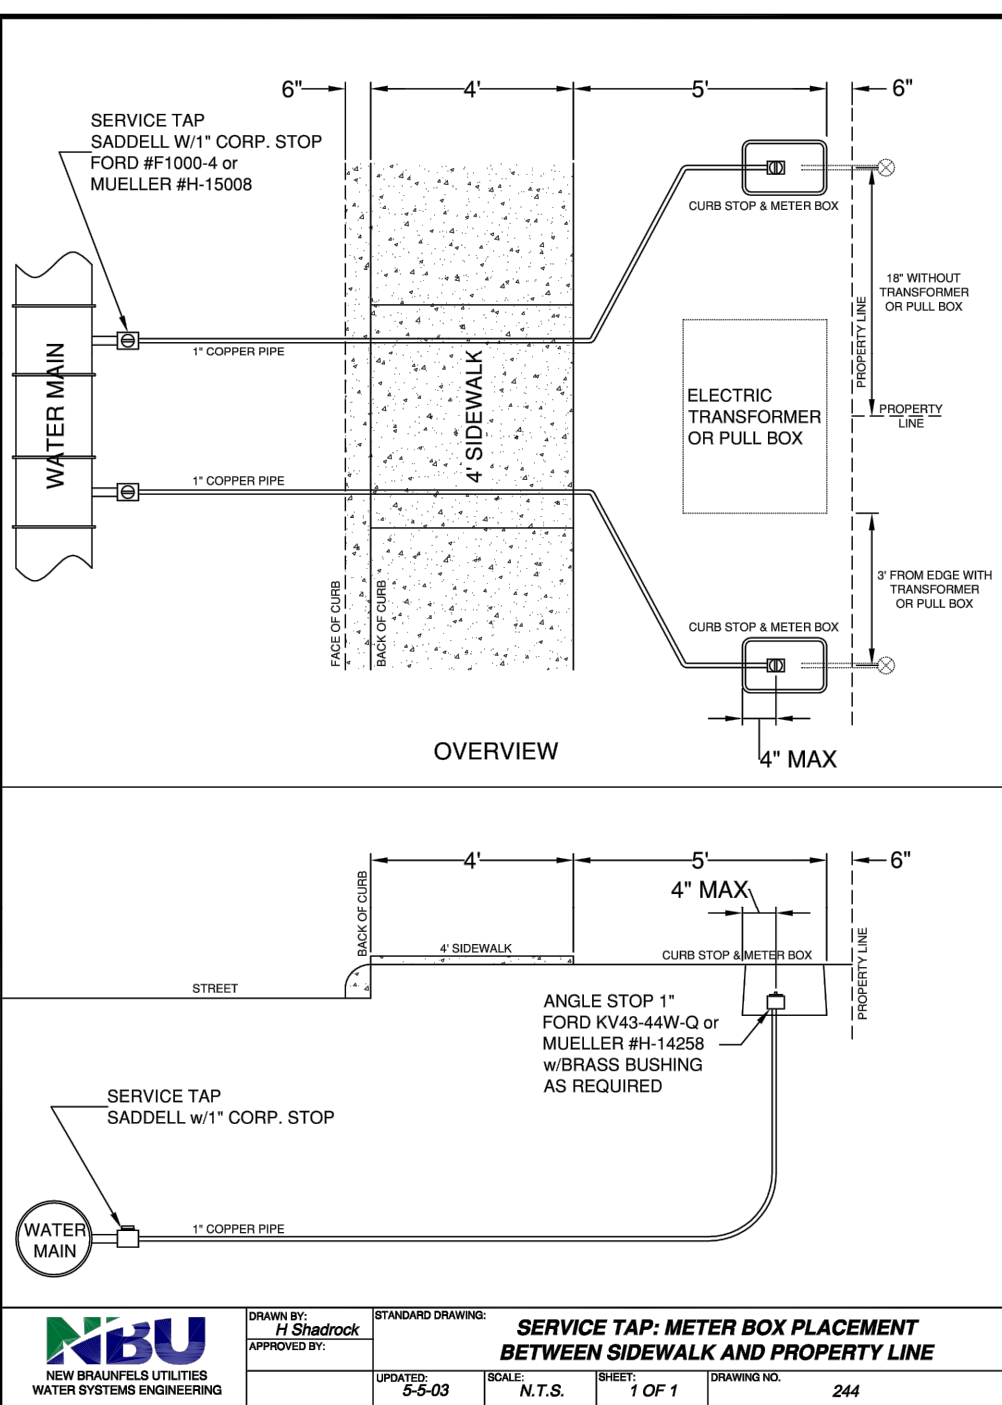 6"
4'
5'
6"
SERVICE TAP
SADDELL W/1" CORP. STOP
FORD #F1000-4 or
MUELLER #H-15008
CURB STOP & METER BOX
18" WITHOUT
TRANSFORMER
OR PULL BOX
PROPERTY LINE
WATER MAIN
1" COPPER PIPE
4' SIDEWALK
ELECTRIC
TRANSFORMER
OR PULL BOX
PROPERTY
LINE
1" COPPER PIPE
FACE OF CURB
BACK OF CURB
3' FROM EDGE WITH
TRANSFORMER
OR PULL BOX
CURB STOP & METER BOX
OVERVIEW
4" MAX
4'
5'
6"
4" MAX
BACK OF CURB
4' SIDEWALK
CURB STOP & METER BOX
PROPERTY LINE
STREET
ANGLE STOP 1"
FORD KV43-44W-Q or
MUELLER #H-14258
w/BRASS BUSHING
AS REQUIRED
SERVICE TAP
SADDELL w/1" CORP. STOP
WATER
MAIN
1" COPPER PIPE
NBU
NEW BRAUNFELS UTILITIES
WATER SYSTEMS ENGINEERING
DRAWN BY:
H Shadrock
APPROVED BY:
STANDARD DRAWING:
SERVICE TAP: METER BOX PLACEMENT
BETWEEN SIDEWALK AND PROPERTY LINE
UPDATED:
5-5-03
SCALE:
N.T.S.
SHEET:
1 OF 1
DRAWING NO.
244